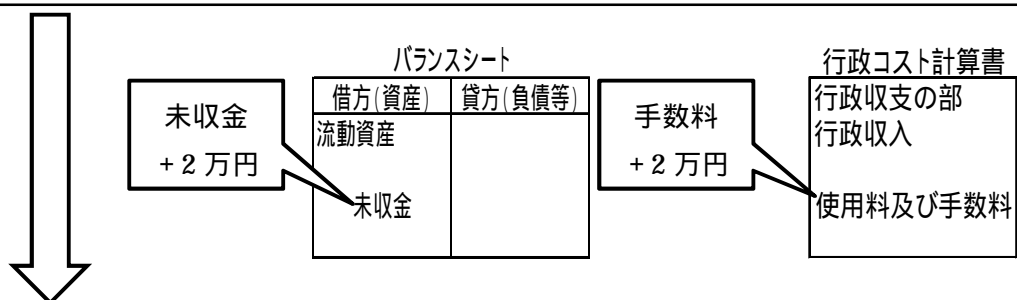 バランスシート
行政コスト計算書
未収金
+2万円
借方(資産) 貸方(負債等)
流動資産
未収金
手数料
+2万円
行政収支の部
行政収入
使用料及び手数料